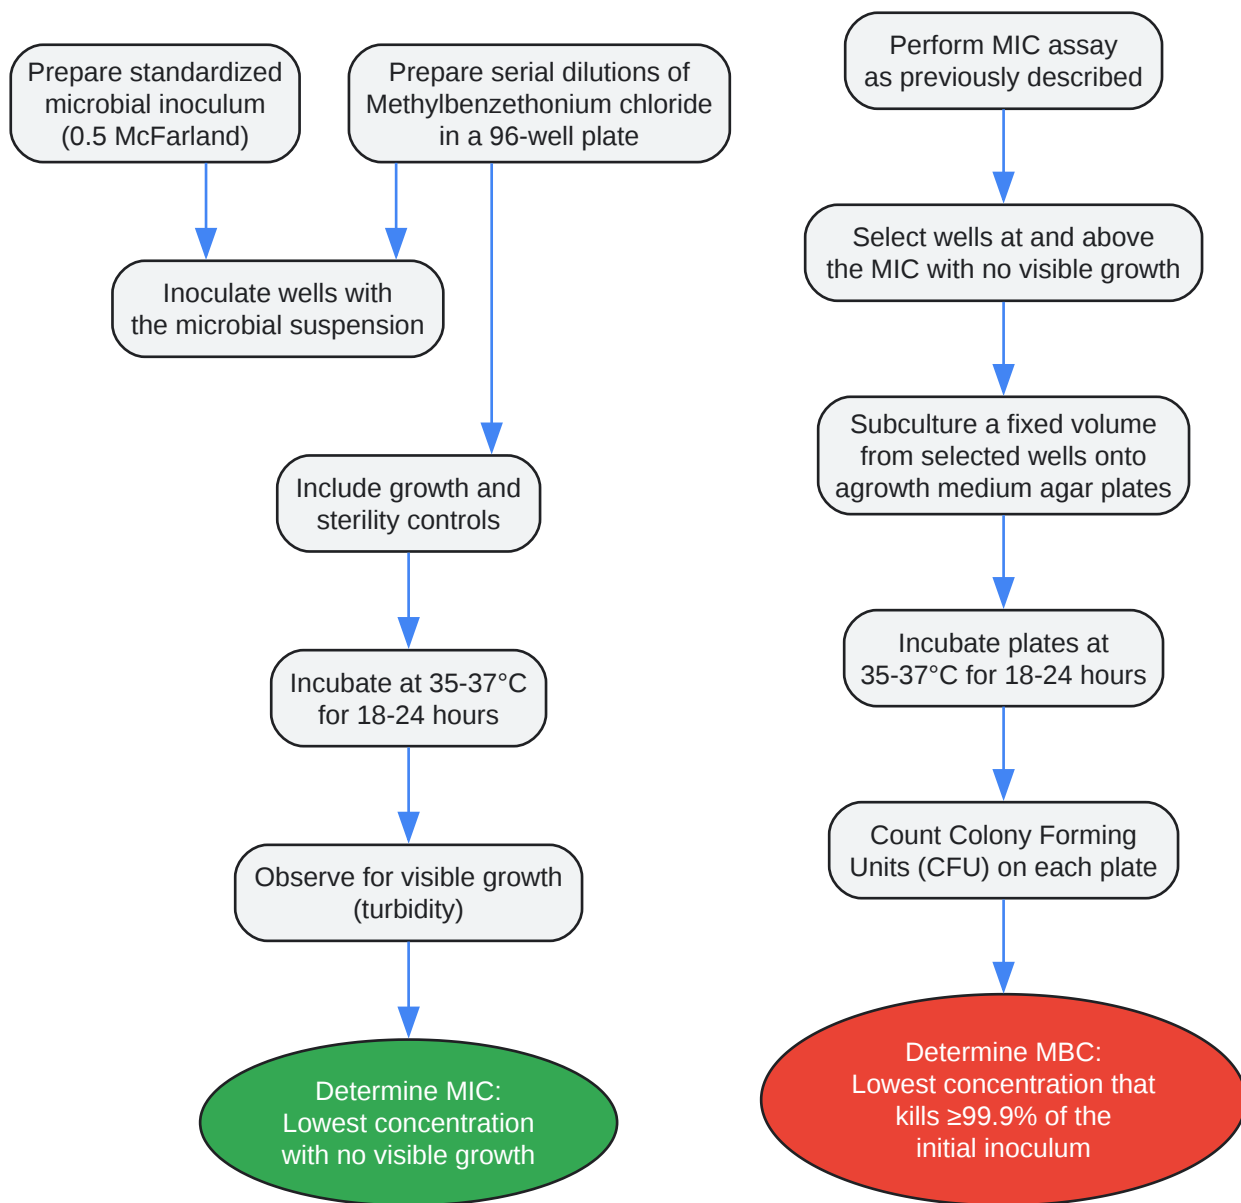 Prepare standardized
microbial inoculum
(0.5 McFarland)
Prepare serial dilutions of
Methylbenzethonium chloride
in a 96-well plate
Inoculate wells with
the microbial suspension
Include growth and
sterility controls
Incubate at 35-37°C
for 18-24 hours
Observe for visible growth
(turbidity)
Determine MIC:
Lowest concentration
with no visible growth
Perform MIC assay
as previously described
Select wells at and above
the MIC with no visible growth
Subculture a fixed volume
from selected wells onto
agrowth medium agar plates
Incubate plates at
35-37°C for 18-24 hours
Count Colony Forming
Units (CFU) on each plate
Determine MBC:
Lowest concentration that
kills ≥99.9% of the
initial inoculum